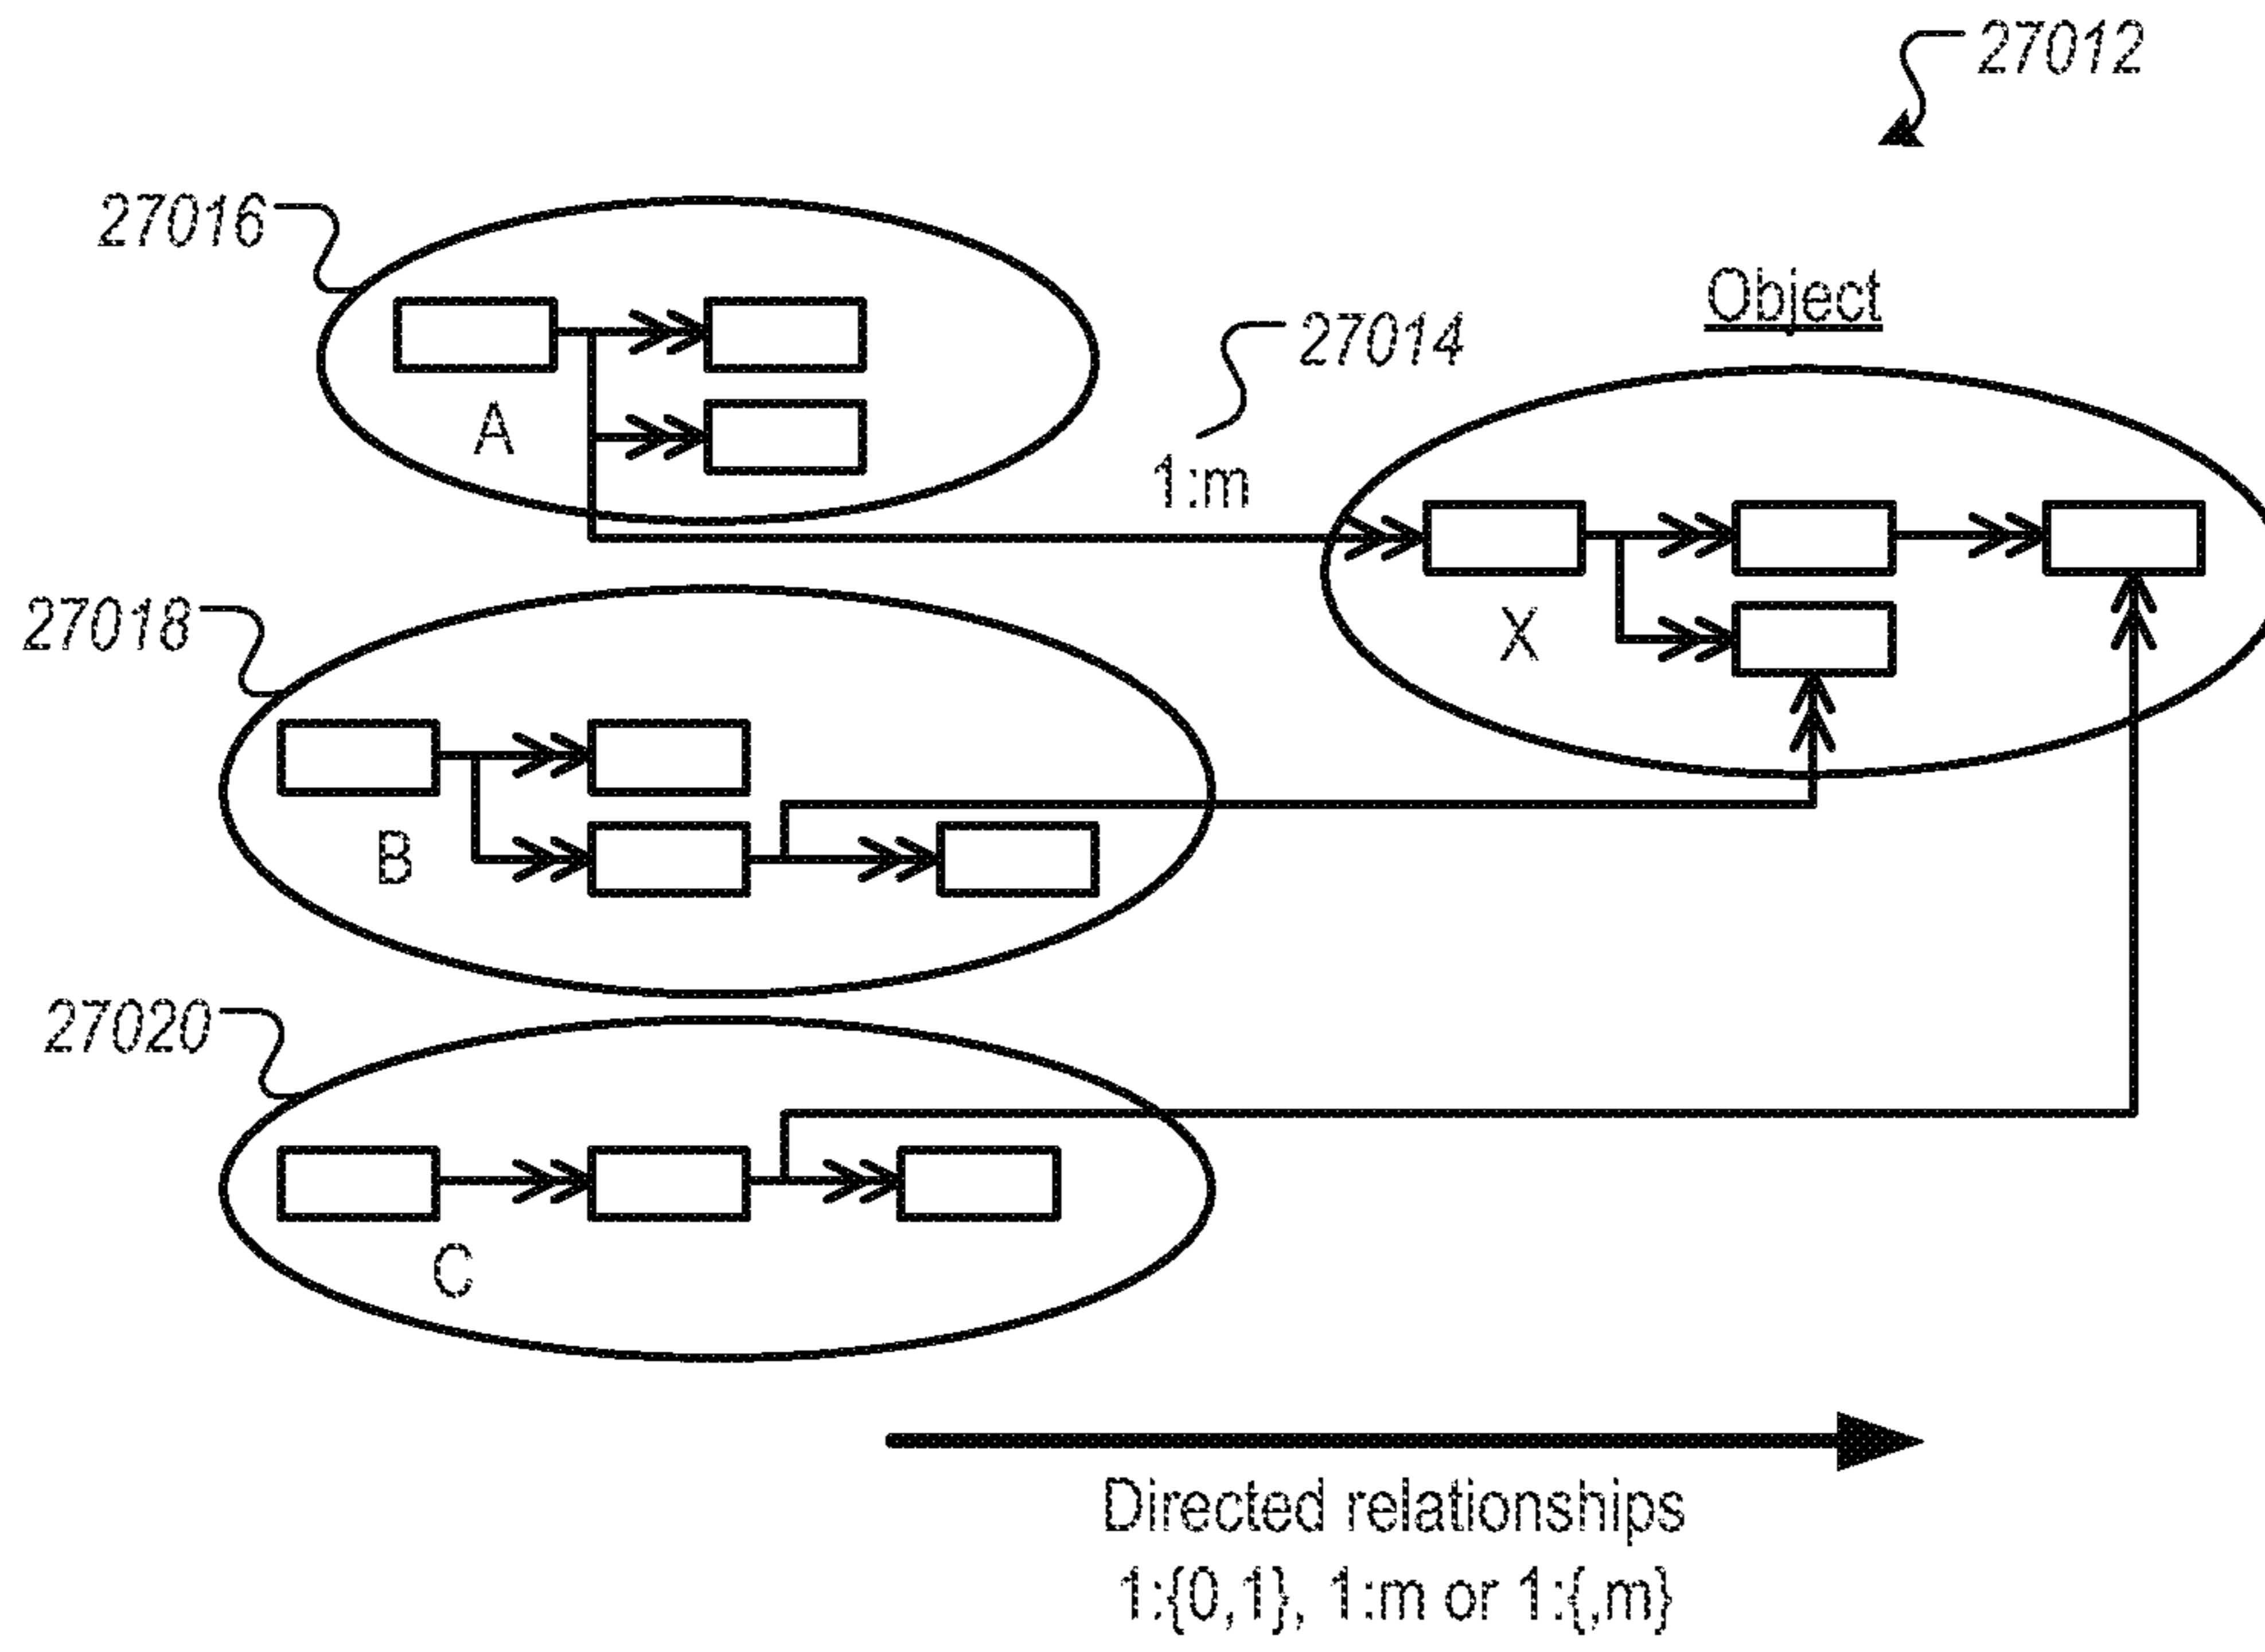 27012
27016
Object
27014
A
1:m
27018
X
B
27020
C
Directed relationships
1:{0,1}, 1:m or 1:{,m}